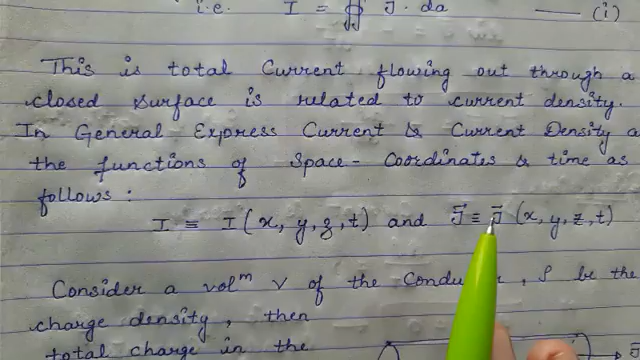 i.e. I = ∯ J̄. da —— (i)
This is total Current flowing out through a
closed surface is related to current density.
In General Express Current & Current Density a
the functions of Space - Coordinates & time as
follows:
I ≡ I(x, y, z, t) and J⃗ ≡ J⃗ (x, y, z, t)
Consider a volᵐ V of the Conduc , ρ be the
charge density, then
total charge in the